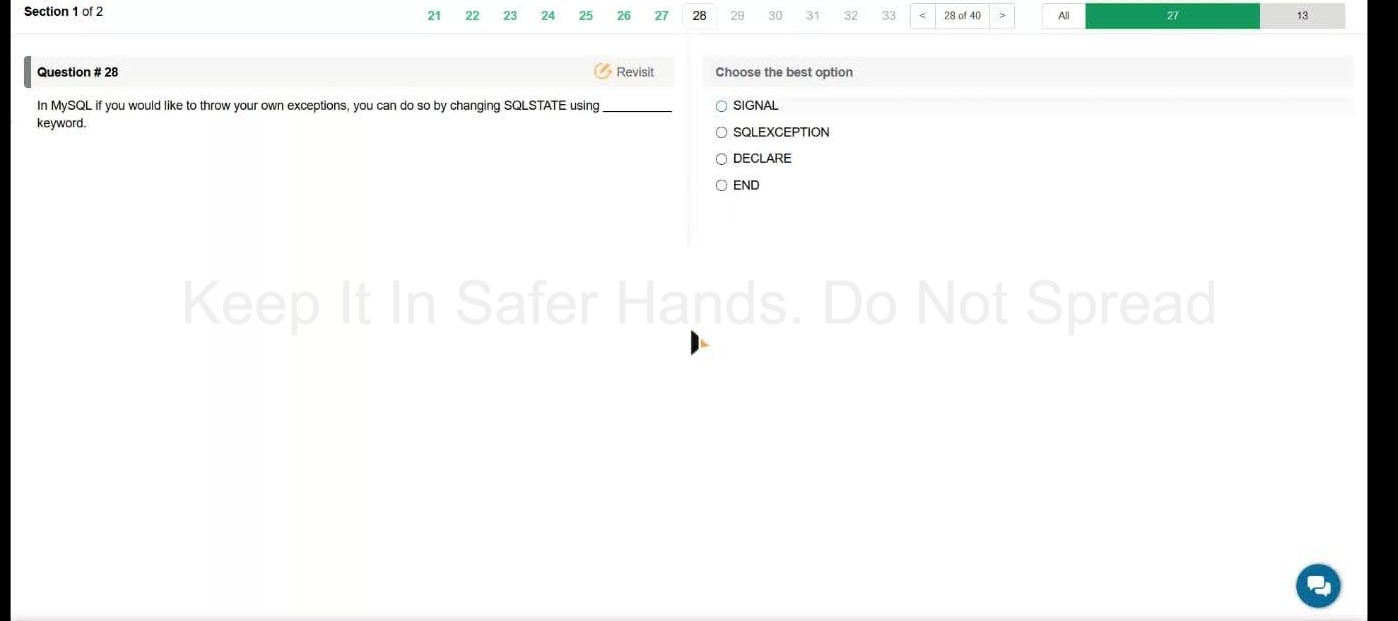 Section 1 of 2
21 22 23 24 25 26 27 28 29 30 31 32 33 < 28 of 40 > All 27 13
Question # 28
Revisit
In MySQL if you would like to throw your own exceptions, you can do so by changing SQLSTATE using __________
keyword.
Choose the best option
SIGNAL
SQLEXCEPTION
DECLARE
END
Keep It In Safer Hands. Do Not Spread